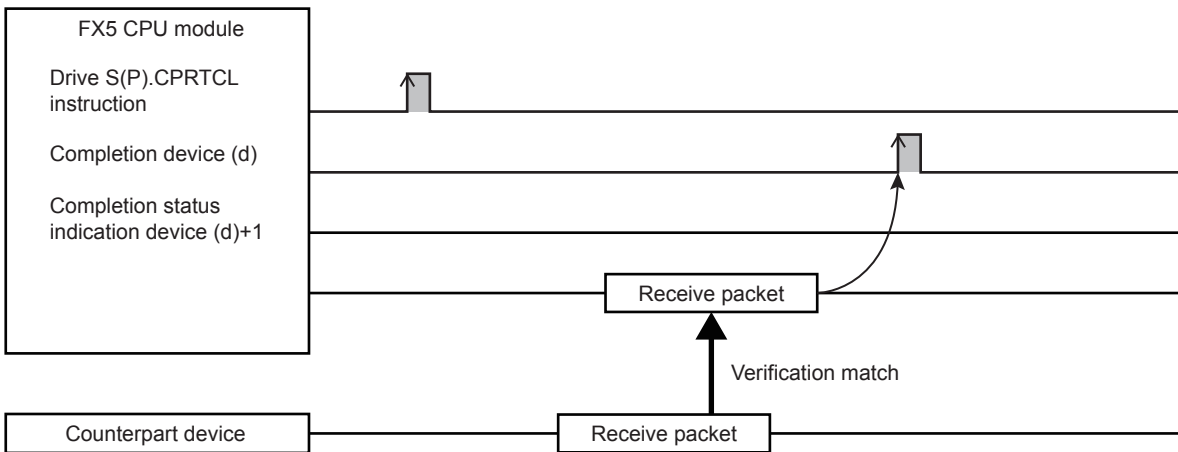 FX5 CPU module
Drive S(P).CPRTCL
instruction
Completion device (d)
Completion status
indication device (d)+1
Receive packet
Verification match
Counterpart device
Receive packet